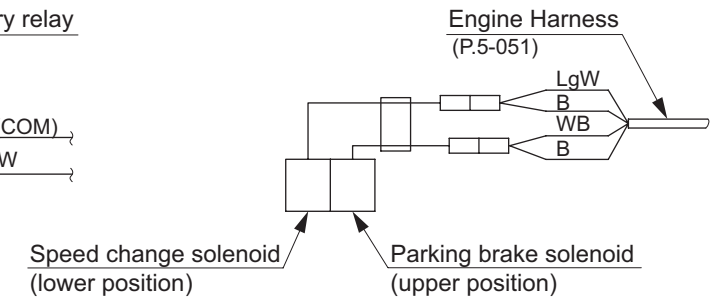 ry relay
Engine Harness
(P.5-051)
LgW
B
WB
B
COM)
W
Speed change solenoid
(lower position)
Parking brake solenoid
(upper position)